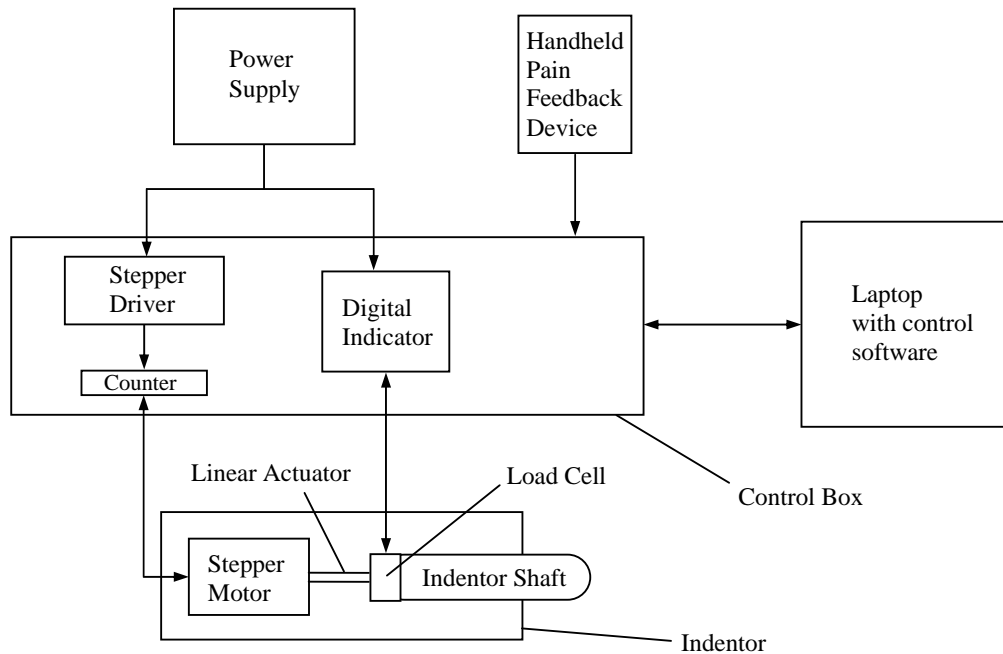 Power
Supply
Handheld
Pain
Feedback
Device
Stepper
Driver
Digital
Indicator
Counter
Laptop
with control
software
Linear Actuator
Load Cell
Control Box
Stepper
Motor
Indentor Shaft
Indentor